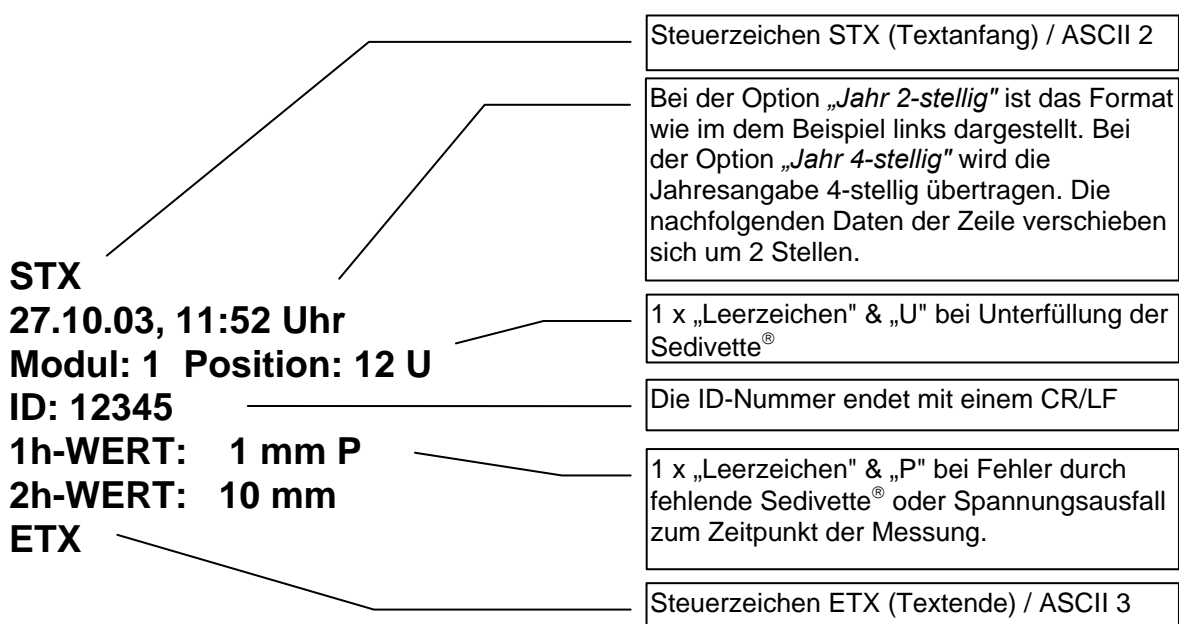 STX
27.10.03, 11:52 Uhr
Modul: 1  Position: 12 U
ID: 12345
1h-WERT:    1 mm P
2h-WERT:   10 mm
ETX
Steuerzeichen STX (Textanfang) / ASCII 2
Bei der Option „Jahr 2-stellig" ist das Format
wie im dem Beispiel links dargestellt. Bei
der Option „Jahr 4-stellig" wird die
Jahresangabe 4-stellig übertragen. Die
nachfolgenden Daten der Zeile verschieben
sich um 2 Stellen.
1 x „Leerzeichen" & „U" bei Unterfüllung der
Sedivette®
Die ID-Nummer endet mit einem CR/LF
1 x „Leerzeichen" & „P" bei Fehler durch
fehlende Sedivette® oder Spannungsausfall
zum Zeitpunkt der Messung.
Steuerzeichen ETX (Textende) / ASCII 3